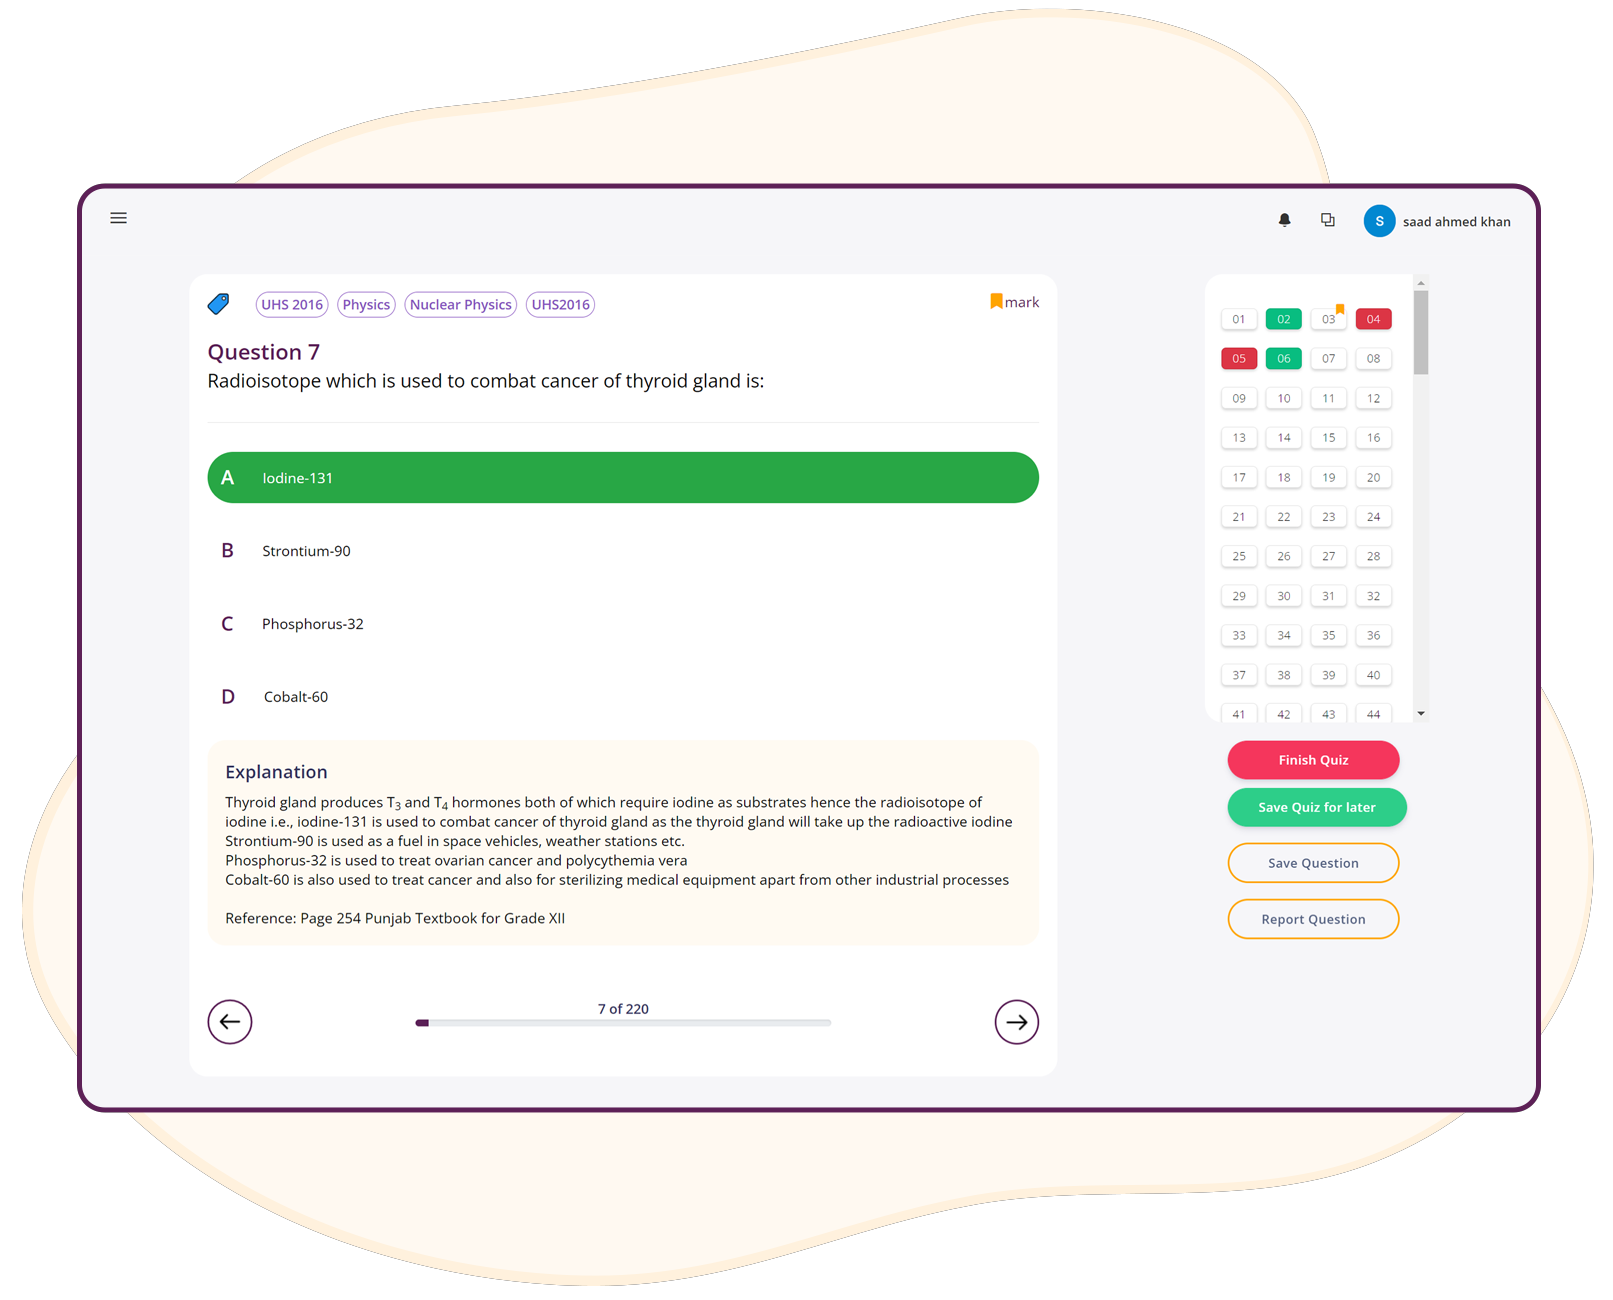 S saad ahmed khan
UHS 2016 Physics Nuclear Physics UHS2016
mark
Question 7
Radioisotope which is used to combat cancer of thyroid gland is:
A Iodine-131
B Strontium-90
C Phosphorus-32
D Cobalt-60
Explanation
Thyroid gland produces T₃ and T₄ hormones both of which require iodine as substrates hence the radioisotope of
iodine i.e., iodine-131 is used to combat cancer of thyroid gland as the thyroid gland will take up the radioactive iodine
Strontium-90 is used as a fuel in space vehicles, weather stations etc.
Phosphorus-32 is used to treat ovarian cancer and polycythemia vera
Cobalt-60 is also used to treat cancer and also for sterilizing medical equipment apart from other industrial processes
Reference: Page 254 Punjab Textbook for Grade XII
7 of 220
01 02 03 04
05 06 07 08
09 10 11 12
13 14 15 16
17 18 19 20
21 22 23 24
25 26 27 28
29 30 31 32
33 34 35 36
37 38 39 40
41 42 43 44
Finish Quiz
Save Quiz for later
Save Question
Report Question